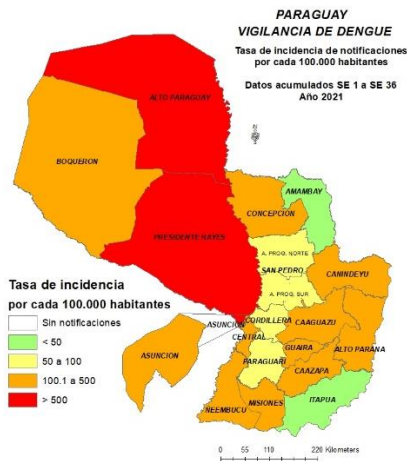 PARAGUAY
VIGILANCIA DE DENGUE
Tasa de incidencia de notificaciones
por cada 100.000 habitantes
Datos acumulados SE 1 a SE 36
Año 2021
ALTO PARAGUAY
BOQUERON
AMAMBAY
CONCEPCION
PRESIDENTE HAYES
A. PROG. NORTE
SAN PEDRO
CANINDEYU
A. PROG. SUR
Tasa de incidencia
por cada 100.000 habitantes
Sin notificaciones
< 50
50 a 100
100.1 a 500
> 500
ASUNCION
CORDILLERA
CENTRAL
CAAGUAZU
ASUNCION
ALTO PARANA
GUAIRA
PARAGUARI
CAAZAPA
MISIONES
ITAPUA
ÑEEMBUCU
0 55 110 220 Kilometers